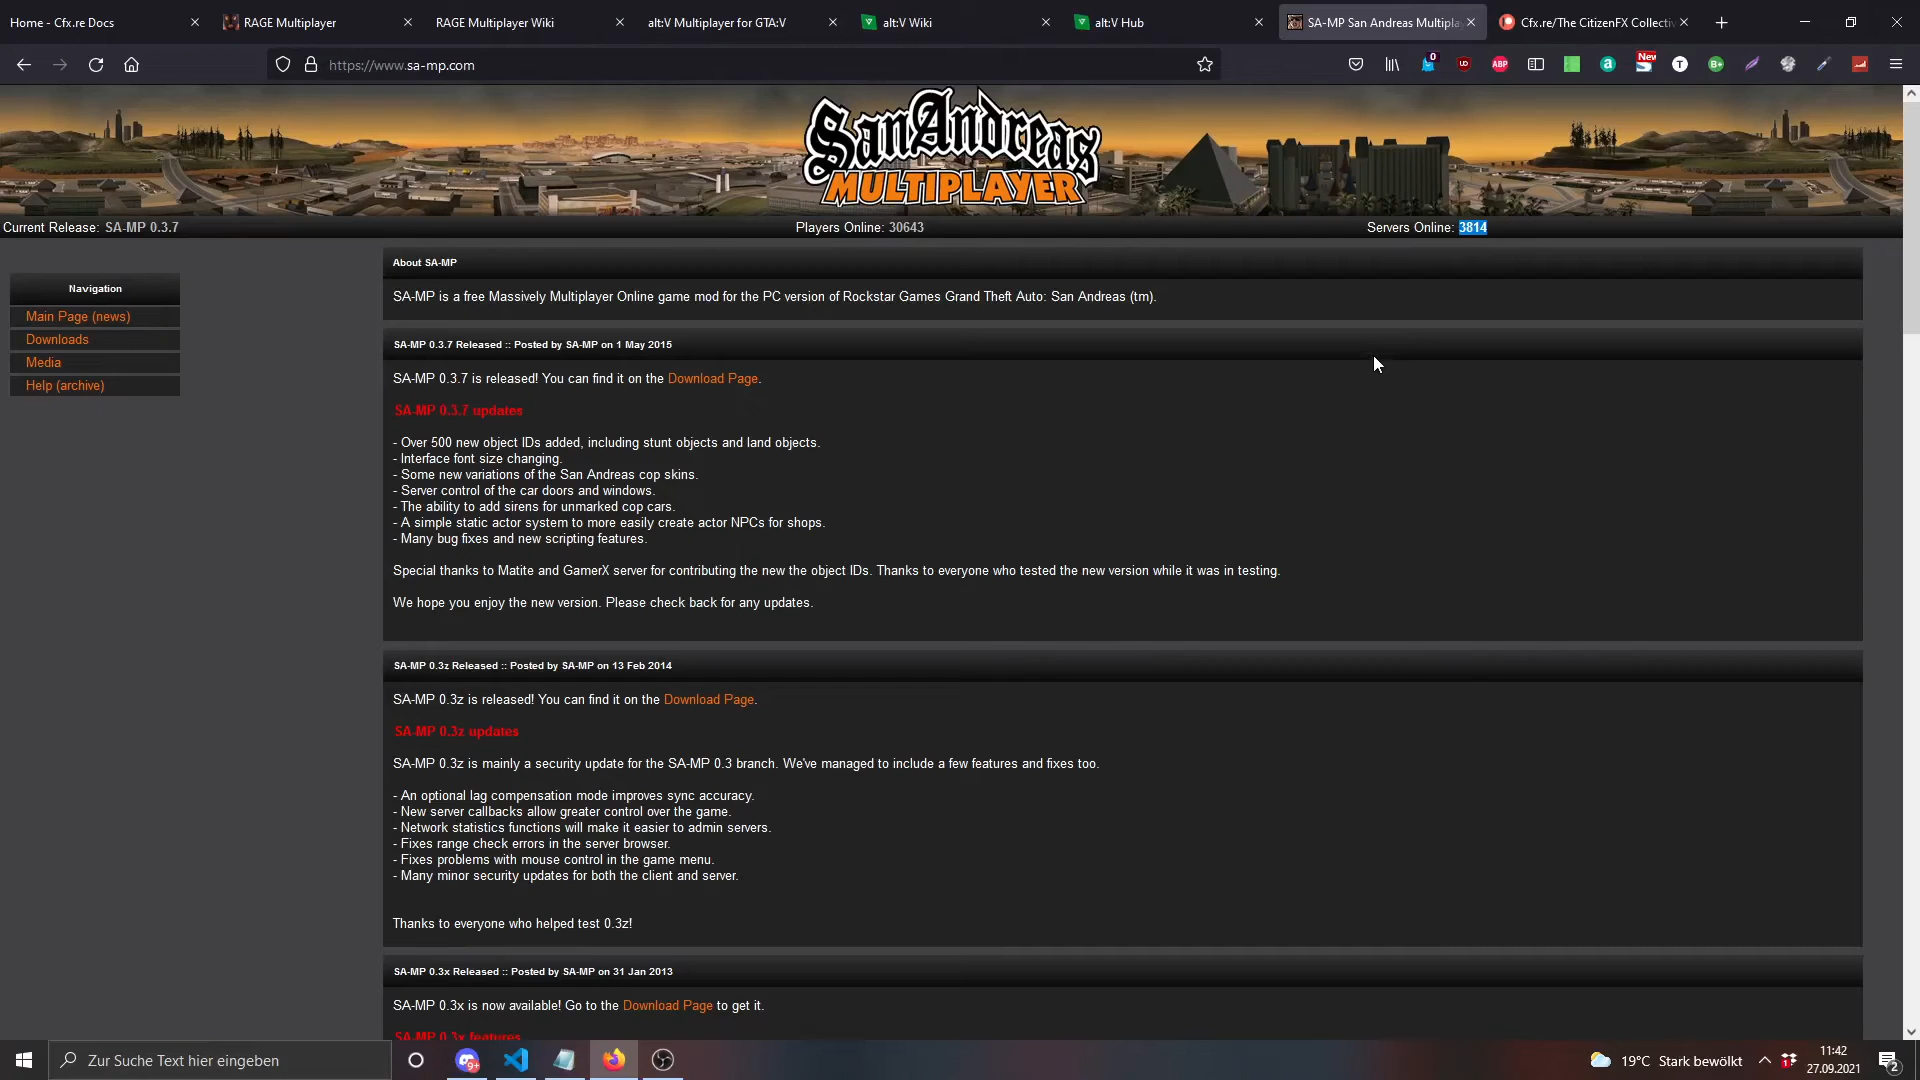 Home - Cfx.re Docs
RAGE Multiplayer
RAGE Multiplayer Wiki
alt:V Multiplayer for GTA:V
alt:V Wiki
alt:V Hub
SA-MP San Andreas Multipla
Cfx.re/The CitizenFX Collecti
https://www.sa-mp.com
0
UD
ABP
New
a
T
B+
San Andreas
MULTIPLAYER
Current Release: SA-MP 0.3.7
Players Online: 30643
Servers Online: 3814
Navigation
Main Page (news)
Downloads
Media
Help (archive)
About SA-MP
SA-MP is a free Massively Multiplayer Online game mod for the PC version of Rockstar Games Grand Theft Auto: San Andreas (tm).
SA-MP 0.3.7 Released :: Posted by SA-MP on 1 May 2015
SA-MP 0.3.7 is released! You can find it on the Download Page.
SA-MP 0.3.7 updates
- Over 500 new object IDs added, including stunt objects and land objects.
- Interface font size changing.
- Some new variations of the San Andreas cop skins.
- Server control of the car doors and windows.
- The ability to add sirens for unmarked cop cars.
- A simple static actor system to more easily create actor NPCs for shops.
- Many bug fixes and new scripting features.
Special thanks to Matite and GamerX server for contributing the new the object IDs. Thanks to everyone who tested the new version while it was in testing.
We hope you enjoy the new version. Please check back for any updates.
SA-MP 0.3z Released :: Posted by SA-MP on 13 Feb 2014
SA-MP 0.3z is released! You can find it on the Download Page.
SA-MP 0.3z updates
SA-MP 0.3z is mainly a security update for the SA-MP 0.3 branch. We've managed to include a few features and fixes too.
- An optional lag compensation mode improves sync accuracy.
- New server callbacks allow greater control over the game.
- Network statistics functions will make it easier to admin servers.
- Fixes range check errors in the server browser.
- Fixes problems with mouse control in the game menu.
- Many minor security updates for both the client and server.
Thanks to everyone who helped test 0.3z!
SA-MP 0.3x Released :: Posted by SA-MP on 31 Jan 2013
SA-MP 0.3x is now available! Go to the Download Page to get it.
SA-MP 0.3x features
Zur Suche Text hier eingeben
9+
19°C Stark bewölkt
1
11:42
27.09.2021
2